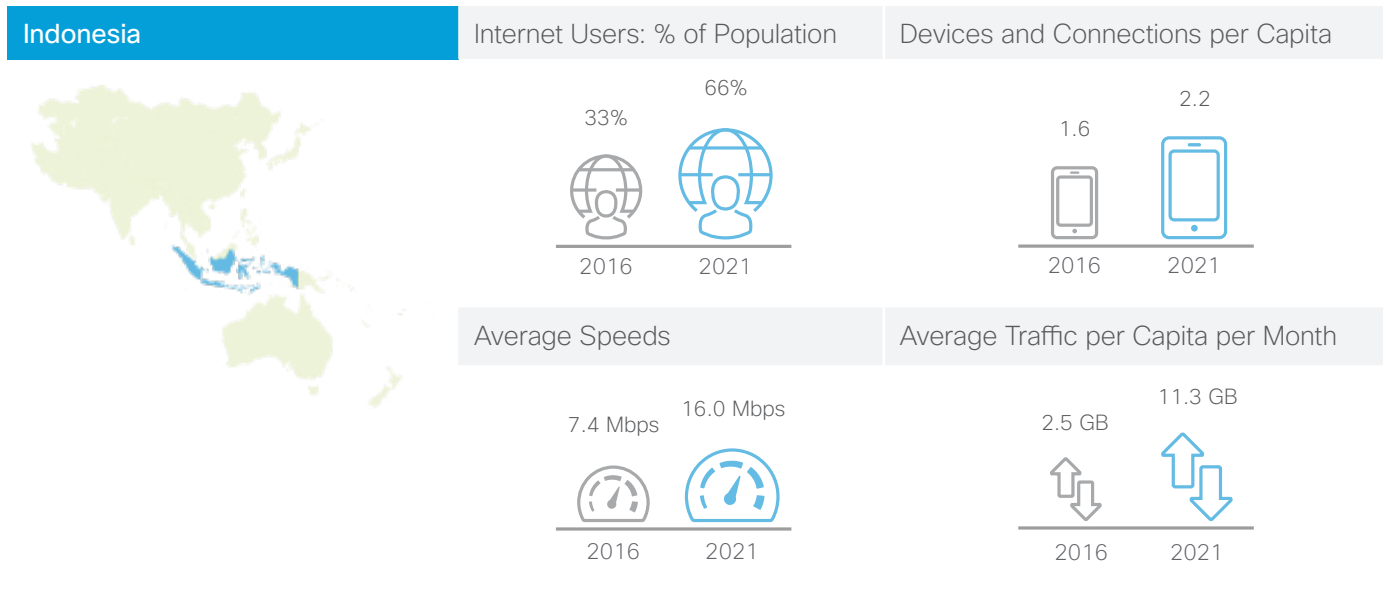 Indonesia
Internet Users: % of Population
Devices and Connections per Capita
33%
66%
2016
2021
1.6
2.2
2016
2021
Average Speeds
Average Traffic per Capita per Month
7.4 Mbps
16.0 Mbps
2016
2021
2.5 GB
11.3 GB
2016
2021